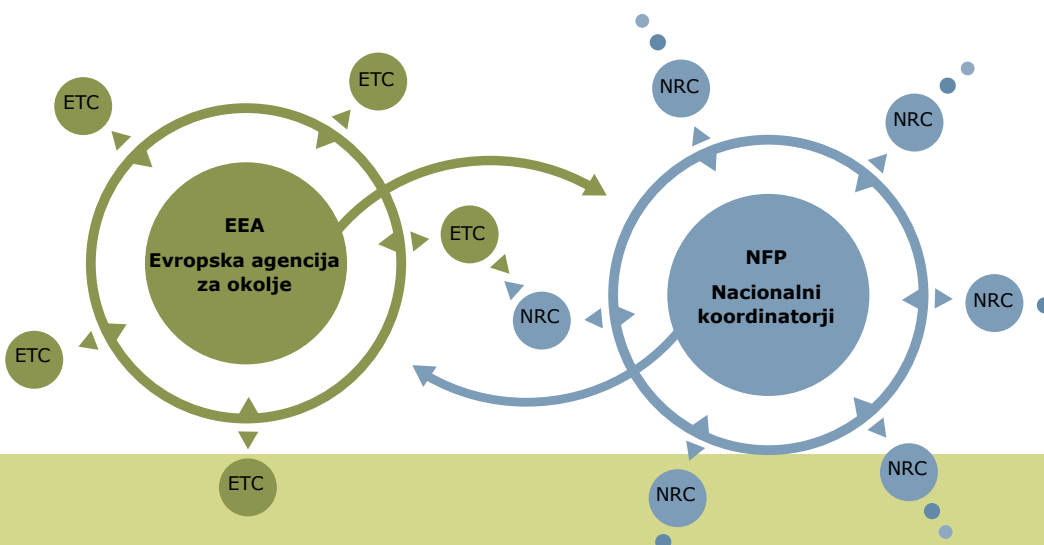 ETC
ETC
ETC
ETC
ETC
EEA
Evropska agencija
za okolje
NRC
NRC
NRC
NRC
NRC
NRC
NFP
Nacionalni
koordinatorji